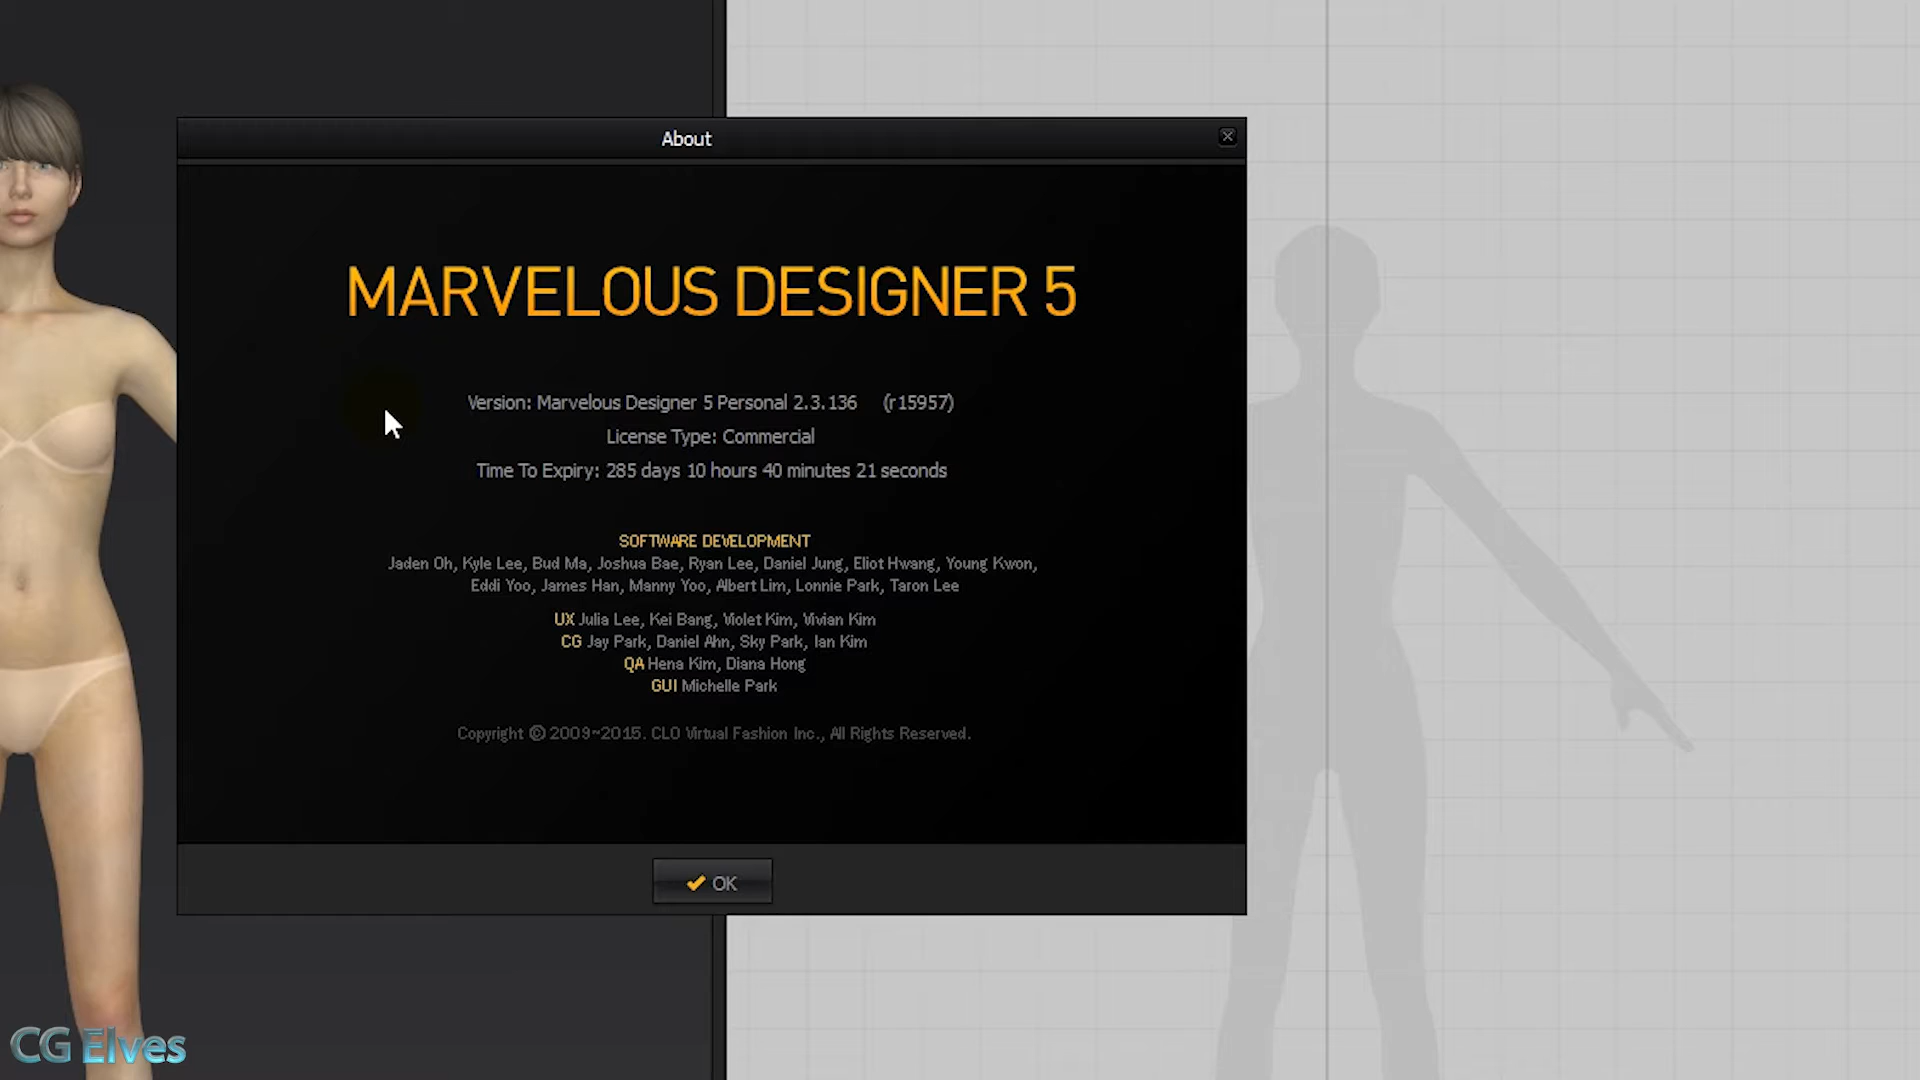 About
MARVELOUS DESIGNER 5
Version: Marvelous Designer 5 Personal 2.3.136 (r15957)
License Type: Commercial
Time To Expiry: 285 days 10 hours 40 minutes 21 seconds
SOFTWARE DEVELOPMENT
Jaden Oh, Kyle Lee, Bud Ma, Joshua Bae, Ryan Lee, Daniel Jung, Eliot Hwang, Young Kwon,
Eddi Yoo, James Han, Manny Yoo, Albert Lim, Lonnie Park, Taron Lee
UX Julia Lee, Kei Bang, Violet Kim, Vivian Kim
CG Jay Park, Daniel Ahn, Sky Park, Ian Kim
QA Hena Kim, Diana Hong
GUI Michelle Park
Copyright © 2009~2015. CLO Virtual Fashion Inc., All Rights Reserved.
OK
CG Elves